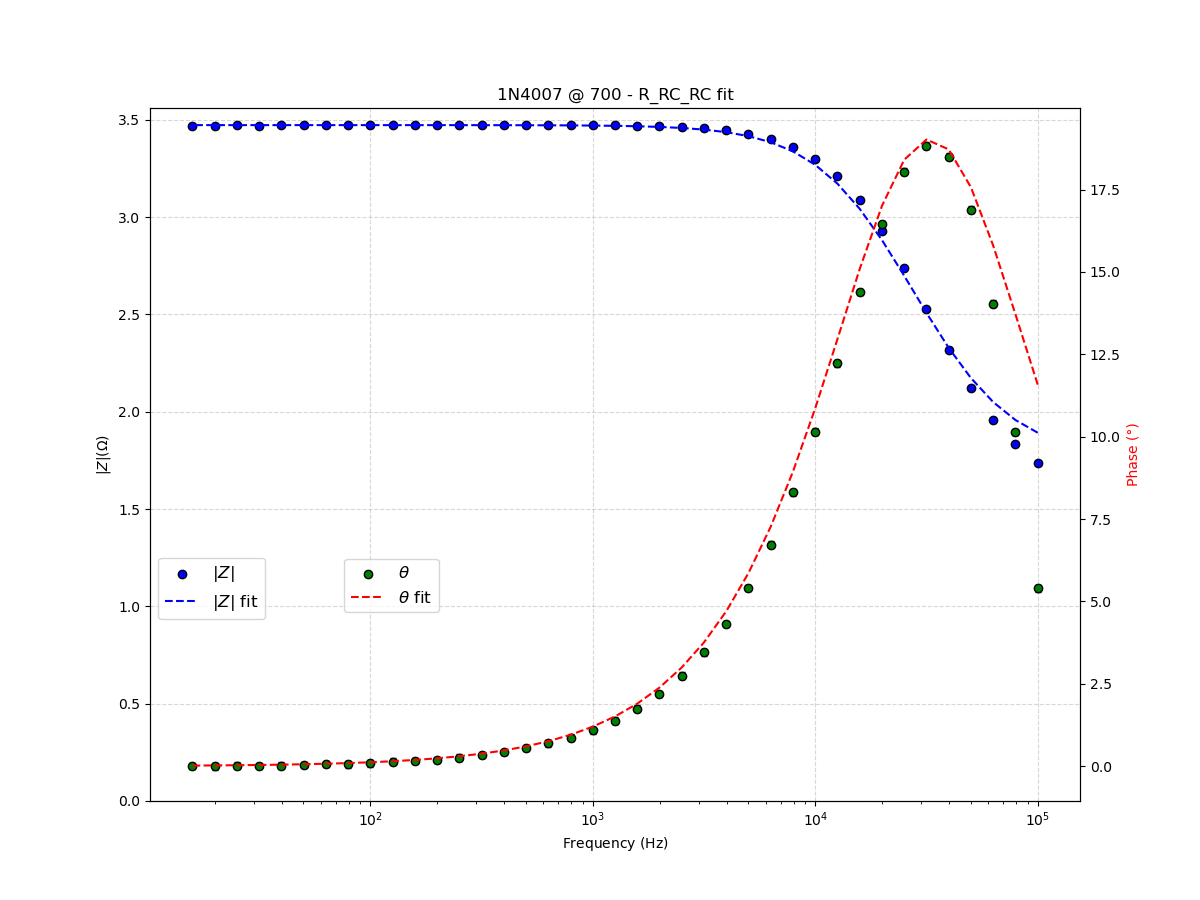 1N4007 @ 700 - R_RC_RC fit
3.5
3.0
2.5
2.0
1.5
1.0
0.5
0.0
|Z|(Ω)
17.5
15.0
12.5
10.0
7.5
5.0
2.5
0.0
Phase (°)
|Z|
|Z| fit
θ
θ fit
10²
10³
10⁴
10⁵
Frequency (Hz)